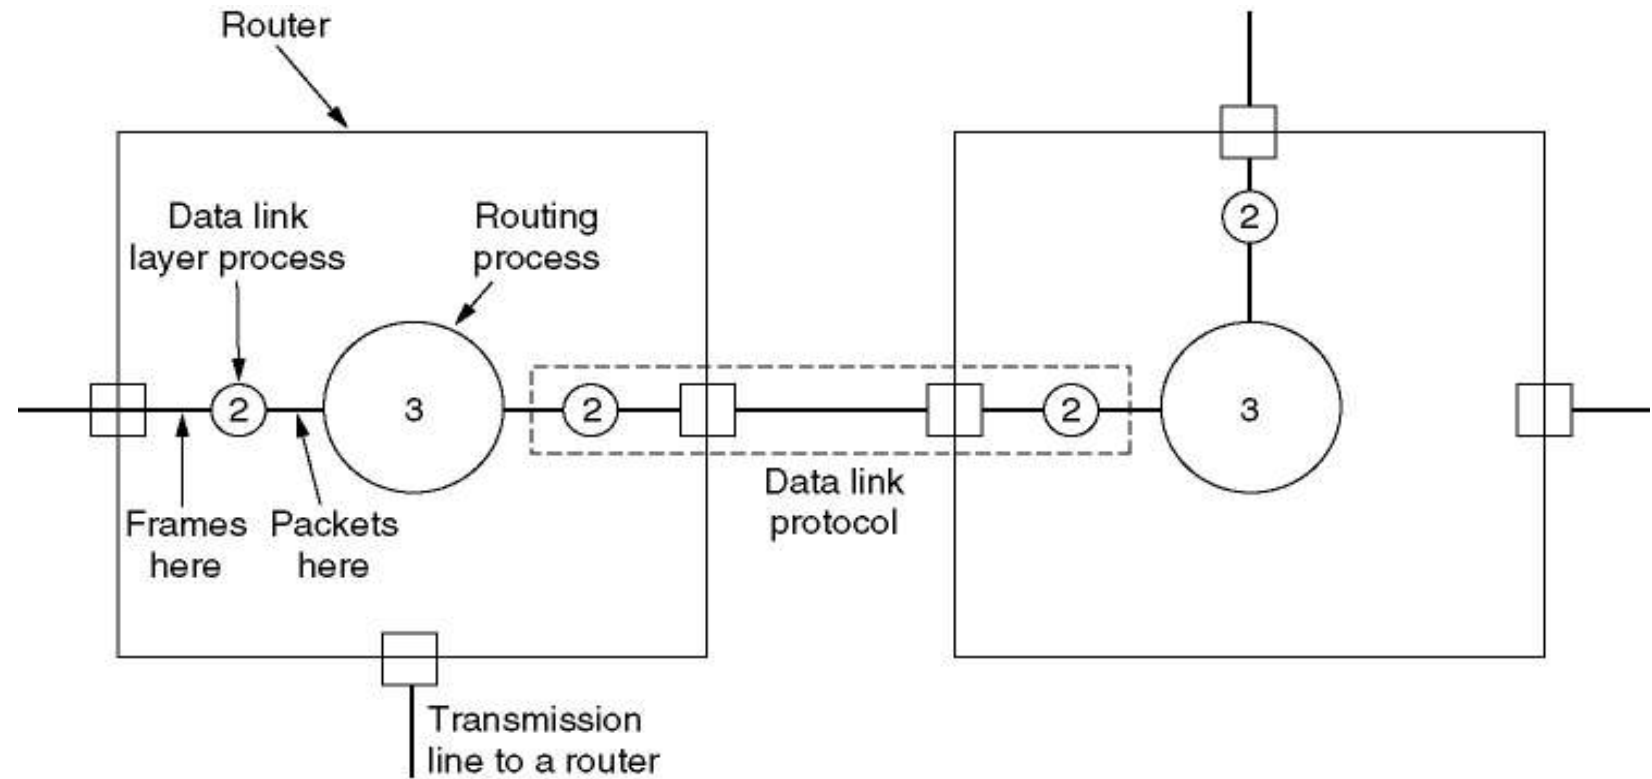 Router
Data link
layer process
Routing
process
2
2
3
2
2
3
Frames
here
Packets
here
Data link
protocol
Transmission
line to a router